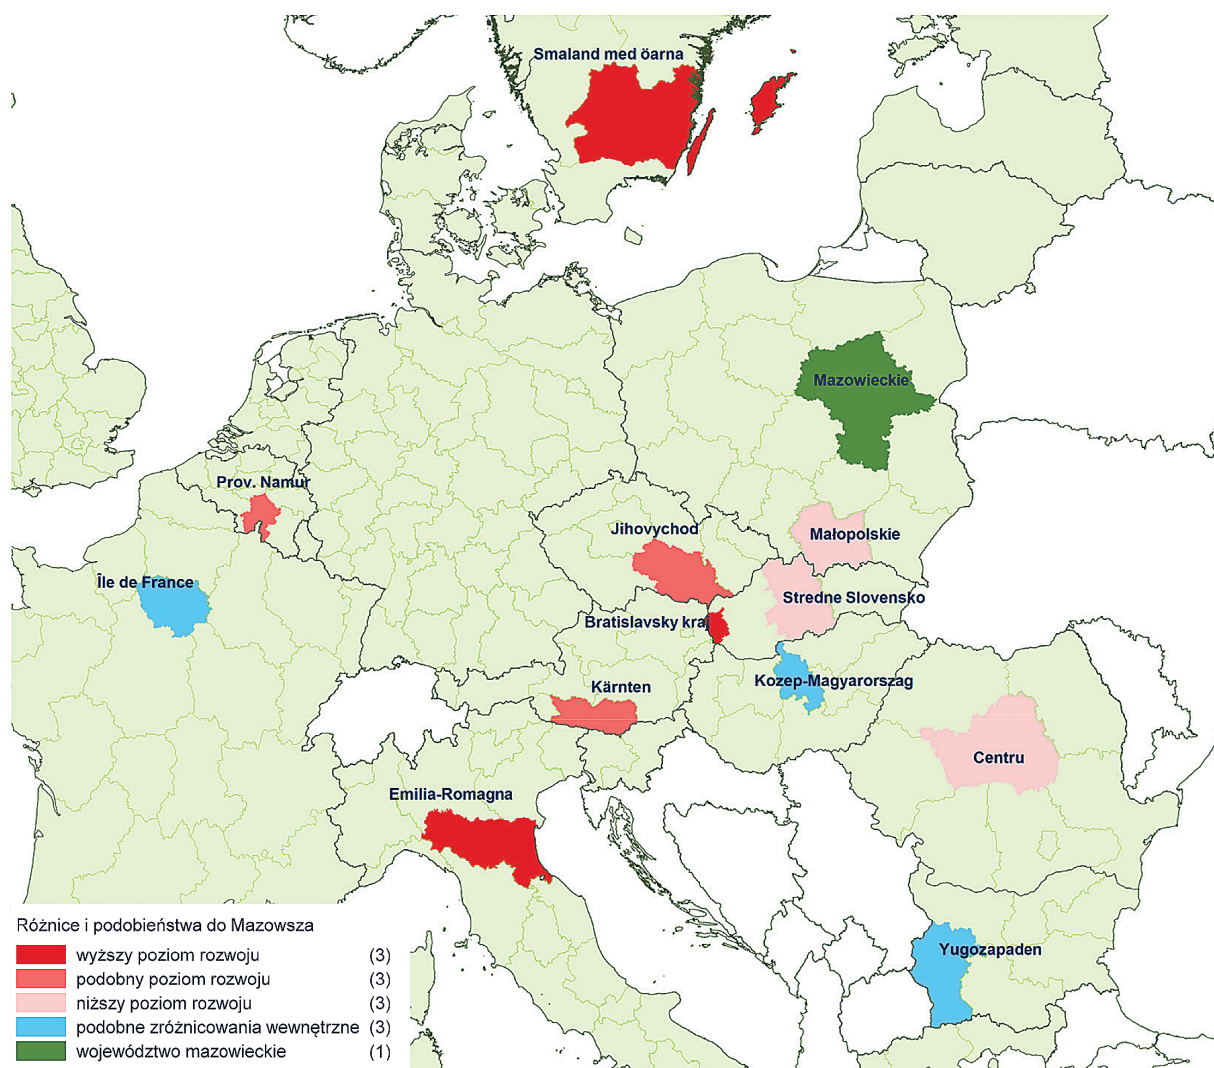 Smaland med öarna
Mazowieckie
Prov. Namur
Jihovychod
Małopolskie
Île de France
Stredne Slovensko
Bratislavsky kraj
Kozep-Magyarorszag
Kärnten
Centru
Emilia-Romagna
Yugozapaden
Różnice i podobieństwa do Mazowsza
wyższy poziom rozwoju (3)
podobny poziom rozwoju (3)
niższy poziom rozwoju (3)
podobne zróżnicowania wewnętrzne (3)
województwo mazowieckie (1)